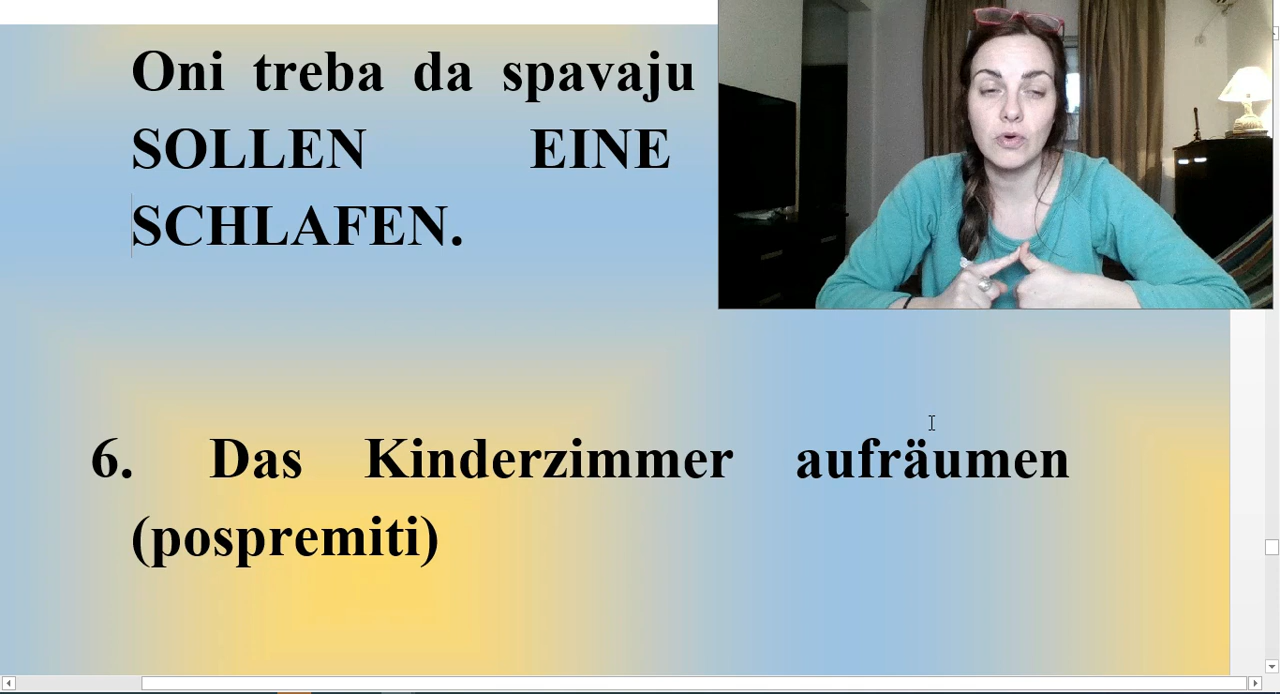 Oni treba da spavaju
SOLLEN EINE
SCHLAFEN.
6. Das Kinderzimmer aufräumen
(pospremiti)